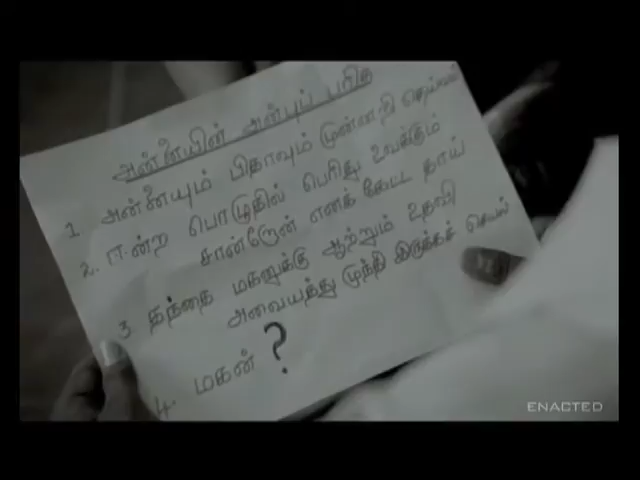 அன்னையின் அன்புப் பரிசு
1. அன்னையும் பிதாவும் முன்னறி தெய்வம்
2. ஈன்ற பொழுதில் பெரிது உவக்கும்
சான்றோன் எனக் கேட்ட தாய்
3 தந்தை மகனுக்கு ஆற்றும் உதவி
அவையத்து முந்தி இருக்கச் செயல்
4. மகன் ?
ENACTED